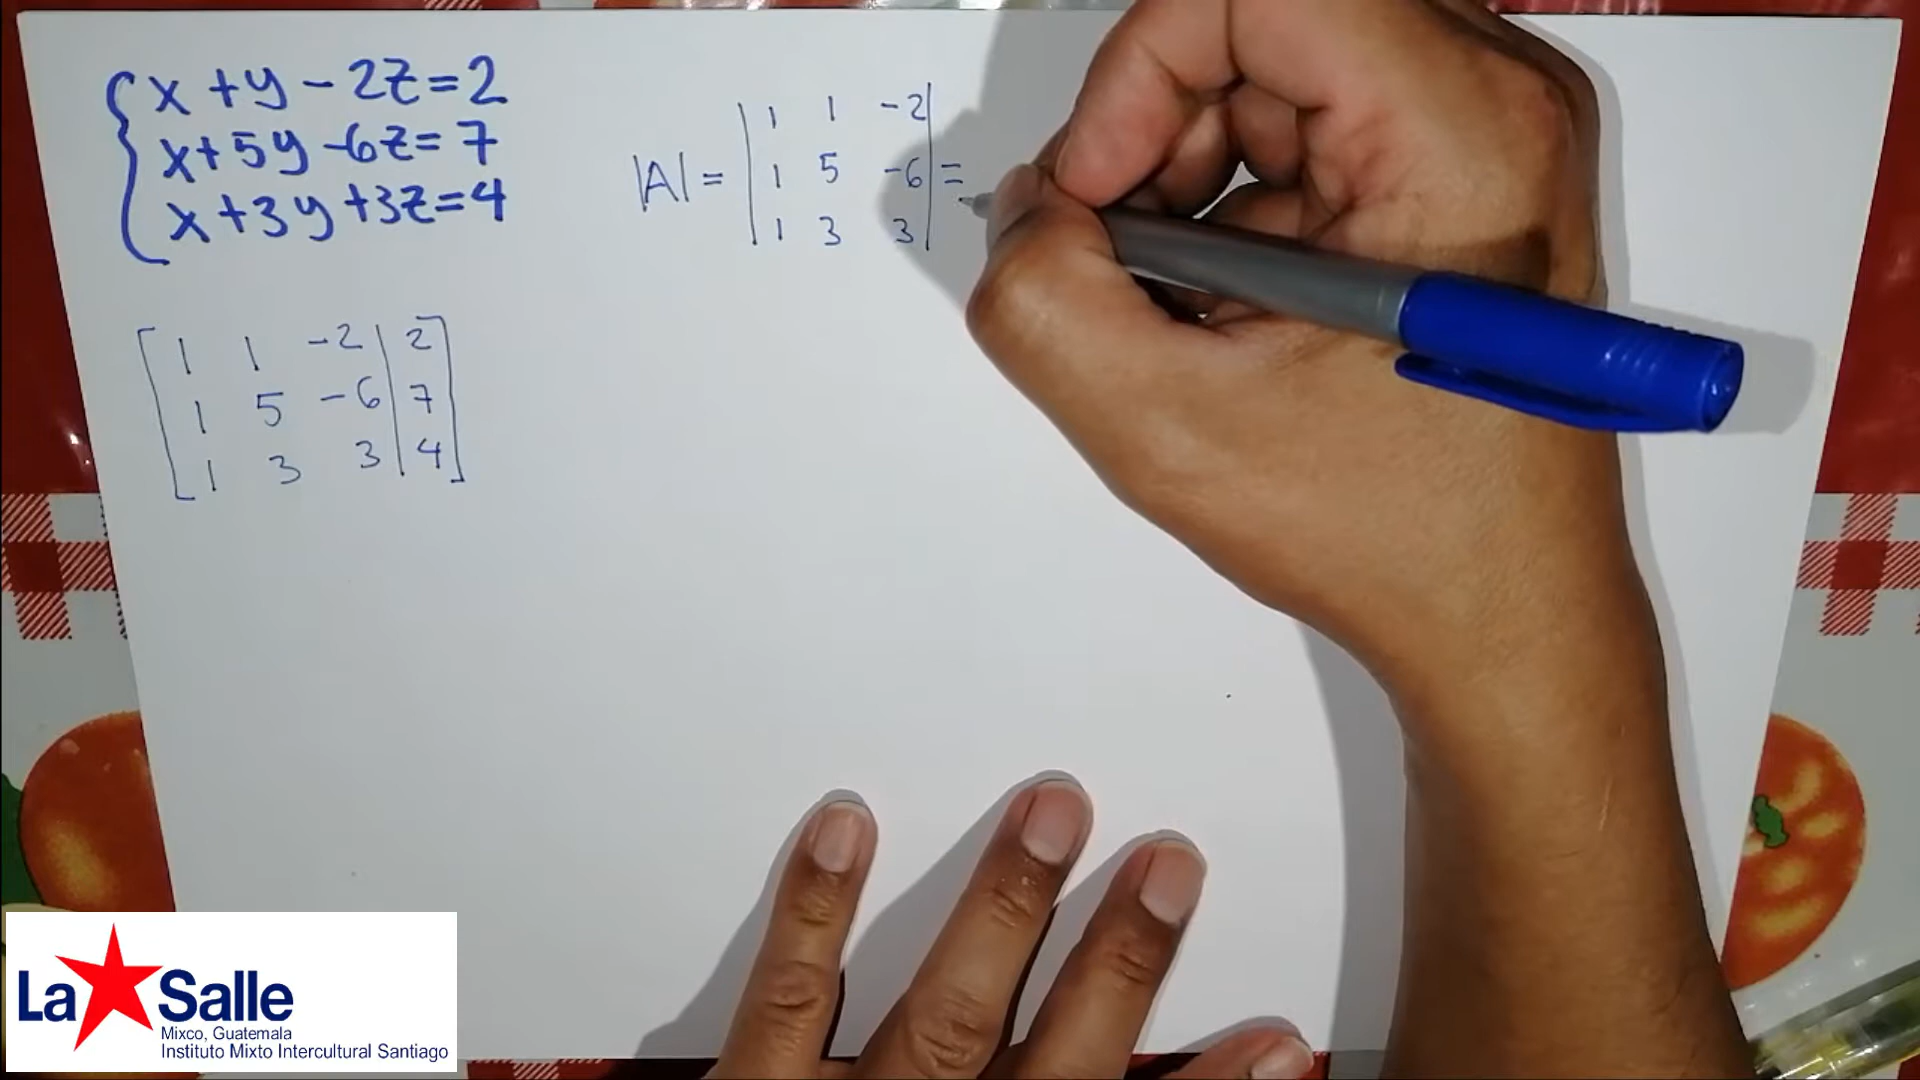 x + y - 2z = 2
x + 5y - 6z = 7
x + 3y + 3z = 4
1 1 -2 | 2
1 5 -6 | 7
1 3 3 | 4
|A| = | 1 1 -2 |
| 1 5 -6 | =
| 1 3 3 |
La Salle
Mixco, Guatemala
Instituto Mixto Intercultural Santiago